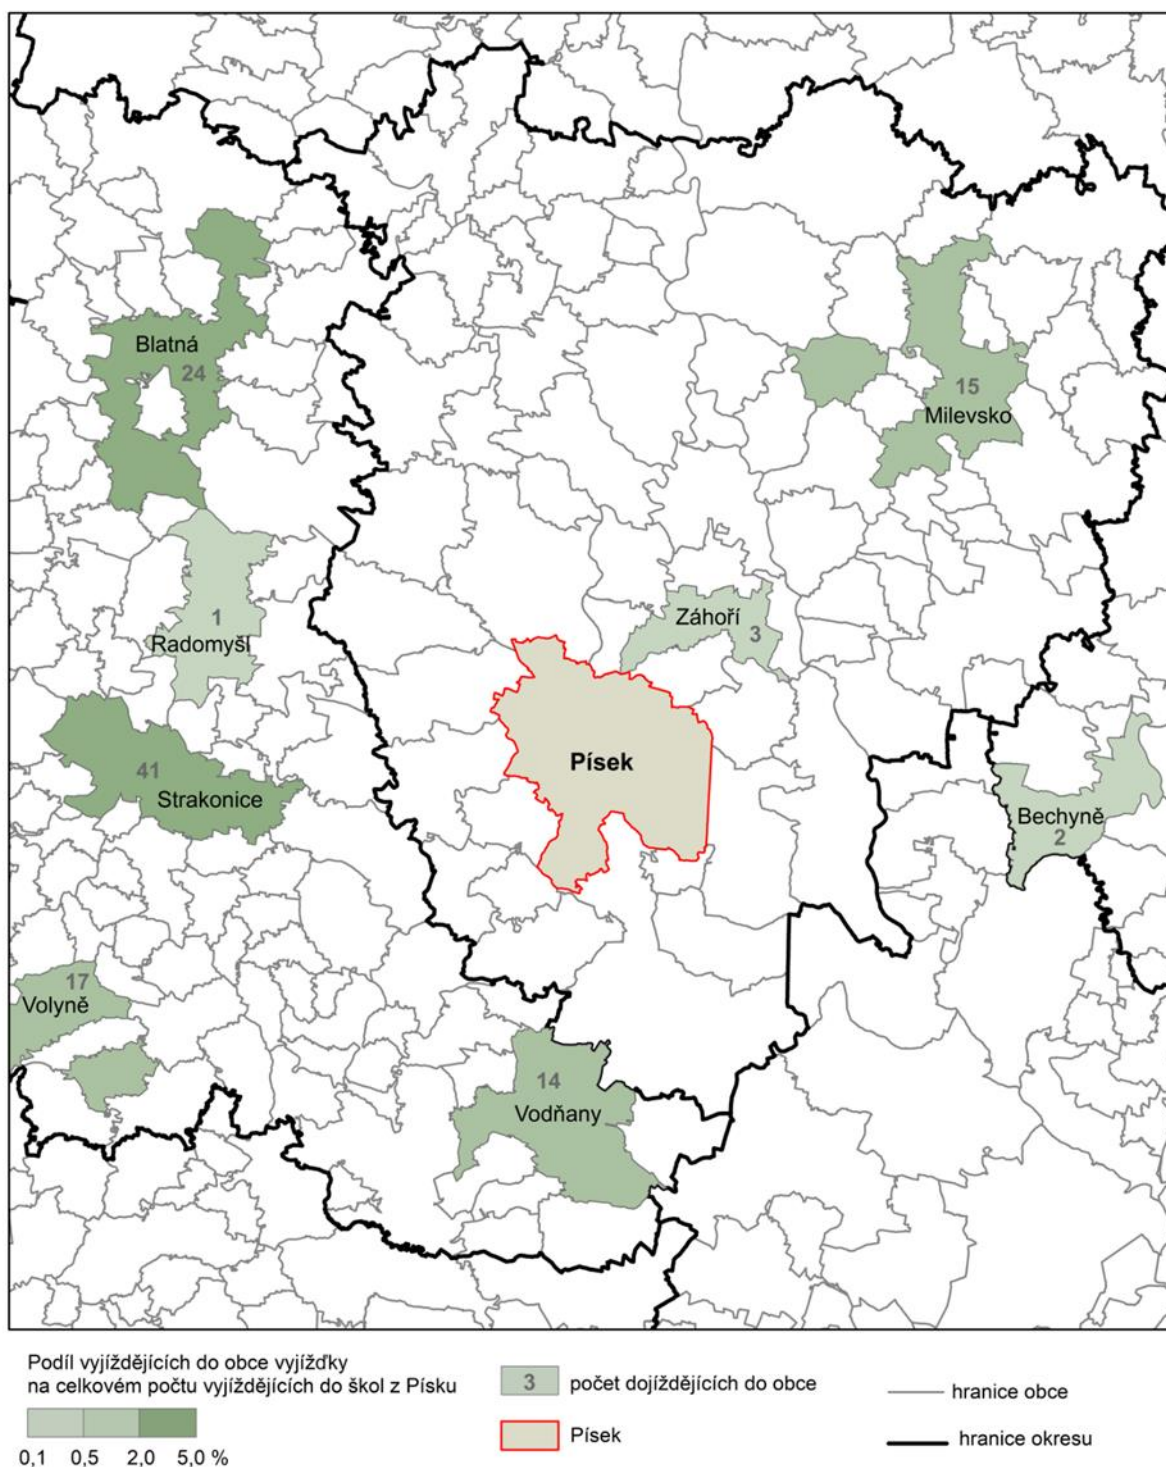 Blatná
24
15
Milevsko
1
Radomyšl
Záhoří
3
Písek
41
Strakonice
Bechyně
2
17
Volyně
14
Vodňany
Podíl vyjíždějících do obce vyjížďky
na celkovém počtu vyjíždějících do škol z Písku
0,1 0,5 2,0 5,0 %
3 počet dojíždějících do obce
Písek
hranice obce
hranice okresu